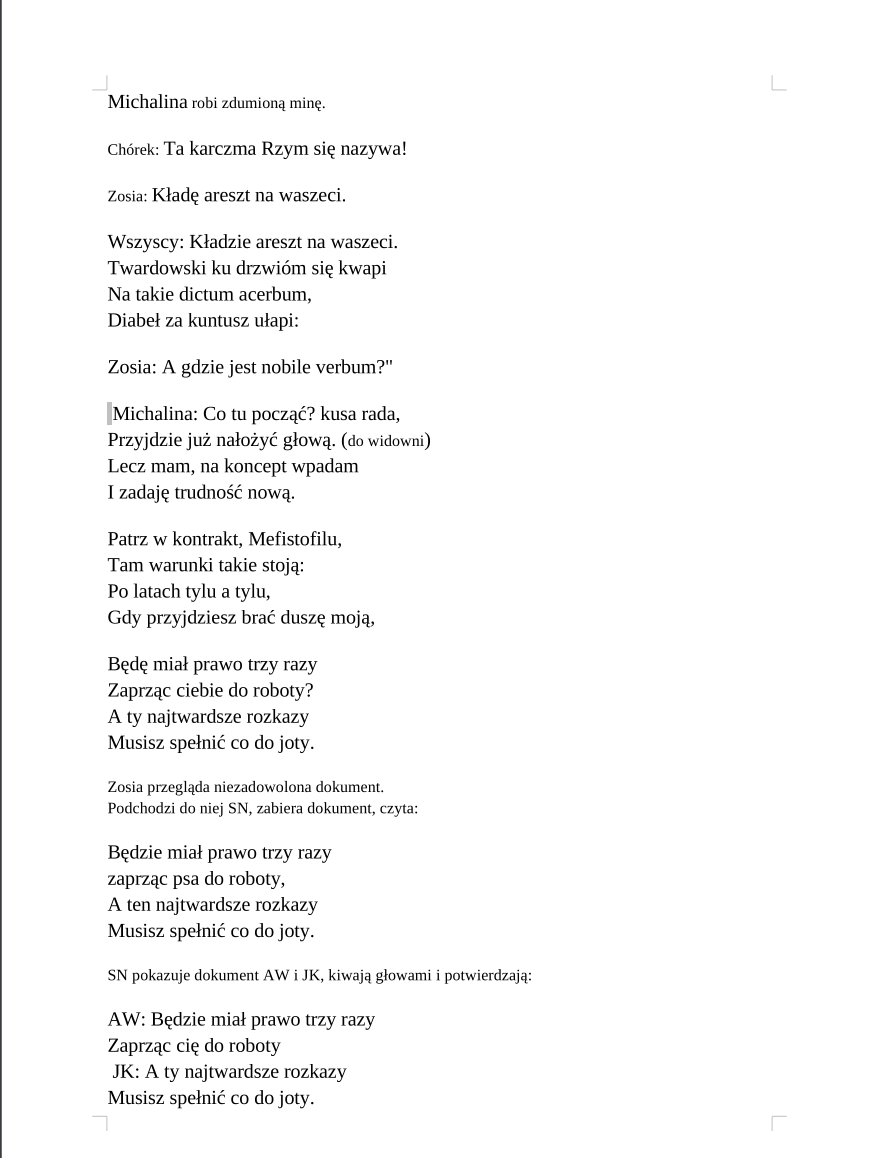 Michalina robi zdumioną minę.
Chórek: Ta karczma Rzym się nazywa!
Zosia: Kładę areszt na waszeci.
Wszyscy: Kładzie areszt na waszeci.
Twardowski ku drzwióm się kwapi
Na takie dictum acerbum,
Diabeł za kuntusz ułapi:
Zosia: A gdzie jest nobile verbum?"
Michalina: Co tu począć? kusa rada,
Przyjdzie już nałożyć głową. (do widowni)
Lecz mam, na koncept wpadam
I zadaję trudność nową.
Patrz w kontrakt, Mefistofilu,
Tam warunki takie stoją:
Po latach tylu a tylu,
Gdy przyjdziesz brać duszę moją,
Będę miał prawo trzy razy
Zaprząc ciebie do roboty?
A ty najtwardsze rozkazy
Musisz spełnić co do joty.
Zosia przegląda niezadowolona dokument.
Podchodzi do niej SN, zabiera dokument, czyta:
Będzie miał prawo trzy razy
zaprząc psa do roboty,
A ten najtwardsze rozkazy
Musisz spełnić co do joty.
SN pokazuje dokument AW i JK, kiwają głowami i potwierdzają:
AW: Będzie miał prawo trzy razy
Zaprząc cię do roboty
JK: A ty najtwardsze rozkazy
Musisz spełnić co do joty.